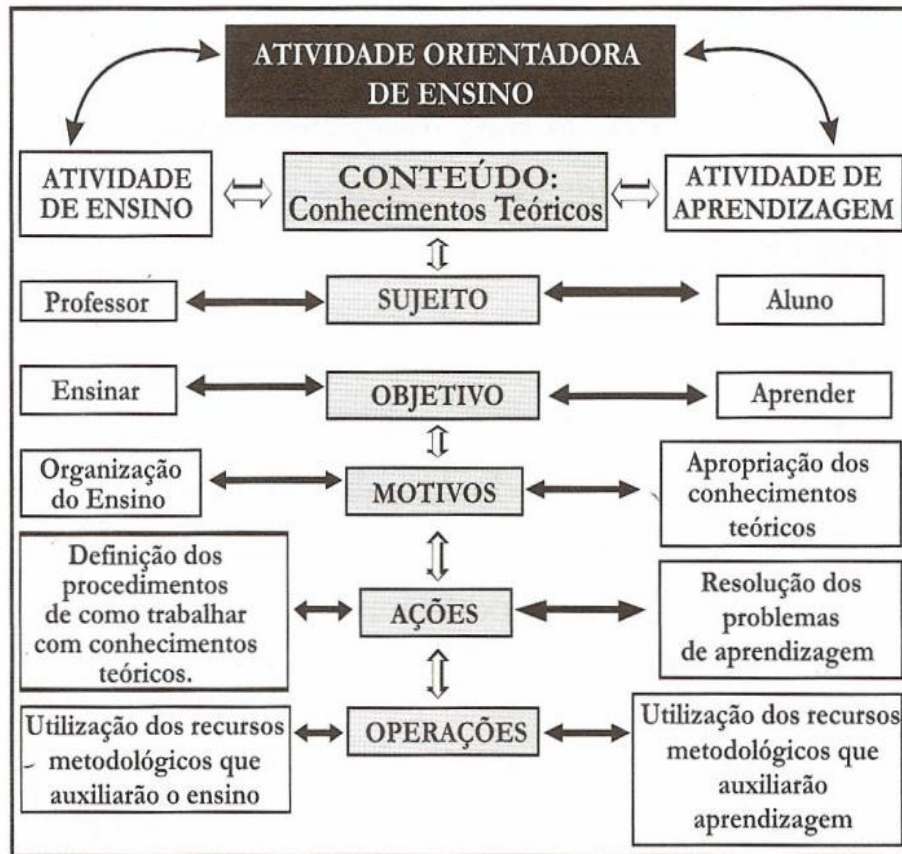 ATIVIDADE ORIENTADORA
DE ENSINO
ATIVIDADE
DE ENSINO
CONTEÚDO:
Conhecimentos Teóricos
ATIVIDADE DE
APRENDIZAGEM
Professor
SUJEITO
Aluno
Ensinar
OBJETIVO
Aprender
Organização
do Ensino
MOTIVOS
Apropriação dos
conhecimentos
teóricos
Definição dos
procedimentos
de como trabalhar
com conhecimentos
teóricos.
AÇÕES
Resolução dos
problemas
de aprendizagem
Utilização dos recursos
metodológicos que
auxiliarão o ensino
OPERAÇÕES
Utilização dos recursos
metodológicos que
auxiliarão
aprendizagem